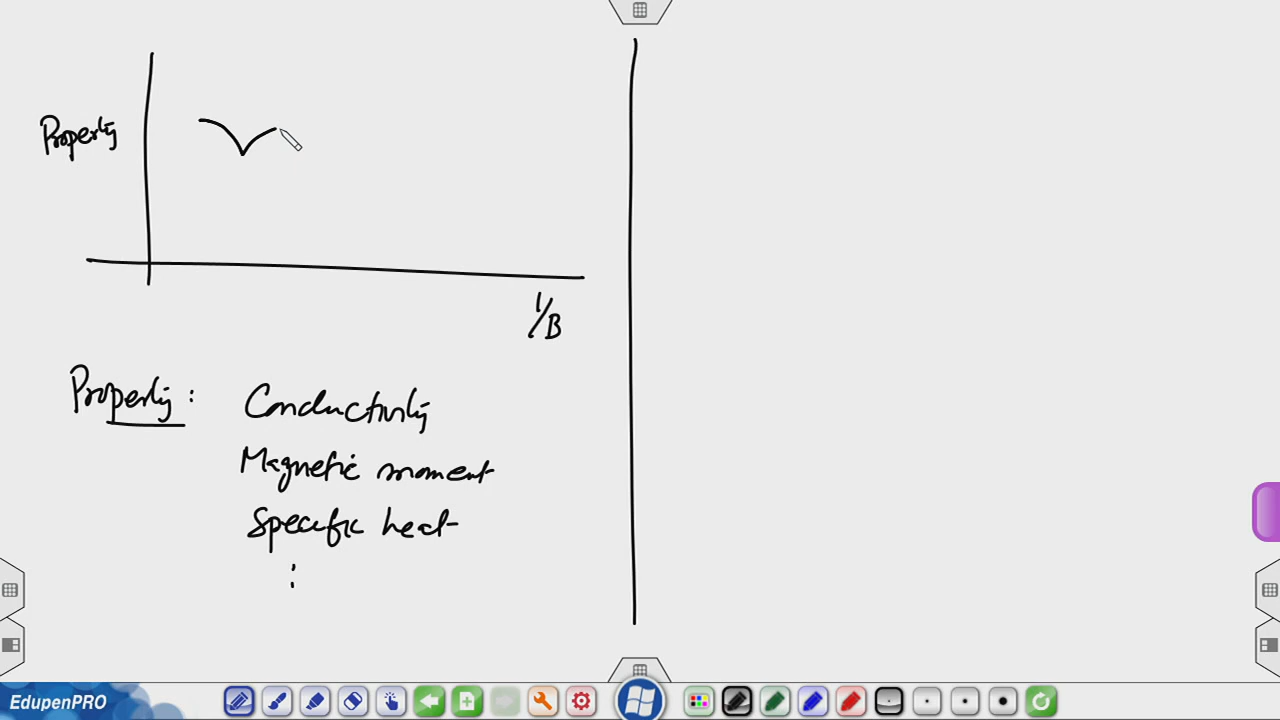 Property
1/B
Property : Conductivity
Magnetic moment
Specific heat
⋮
EdupenPRO